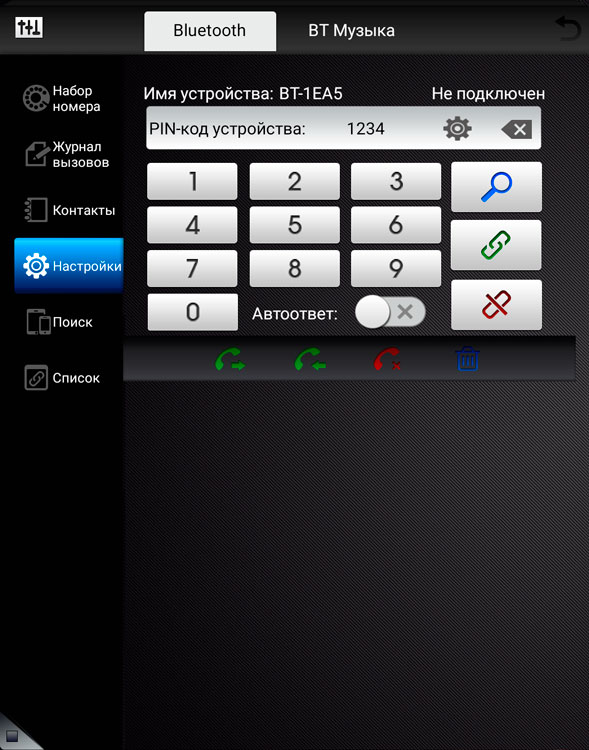 Bluetooth
BT Музыка
Набор
номера
Журнал
вызовов
Контакты
Настройки
Поиск
Список
Имя устройства: BT-1EA5
Не подключен
PIN-код устройства: 1234
1 2 3
4 5 6
7 8 9
0 Автоответ: